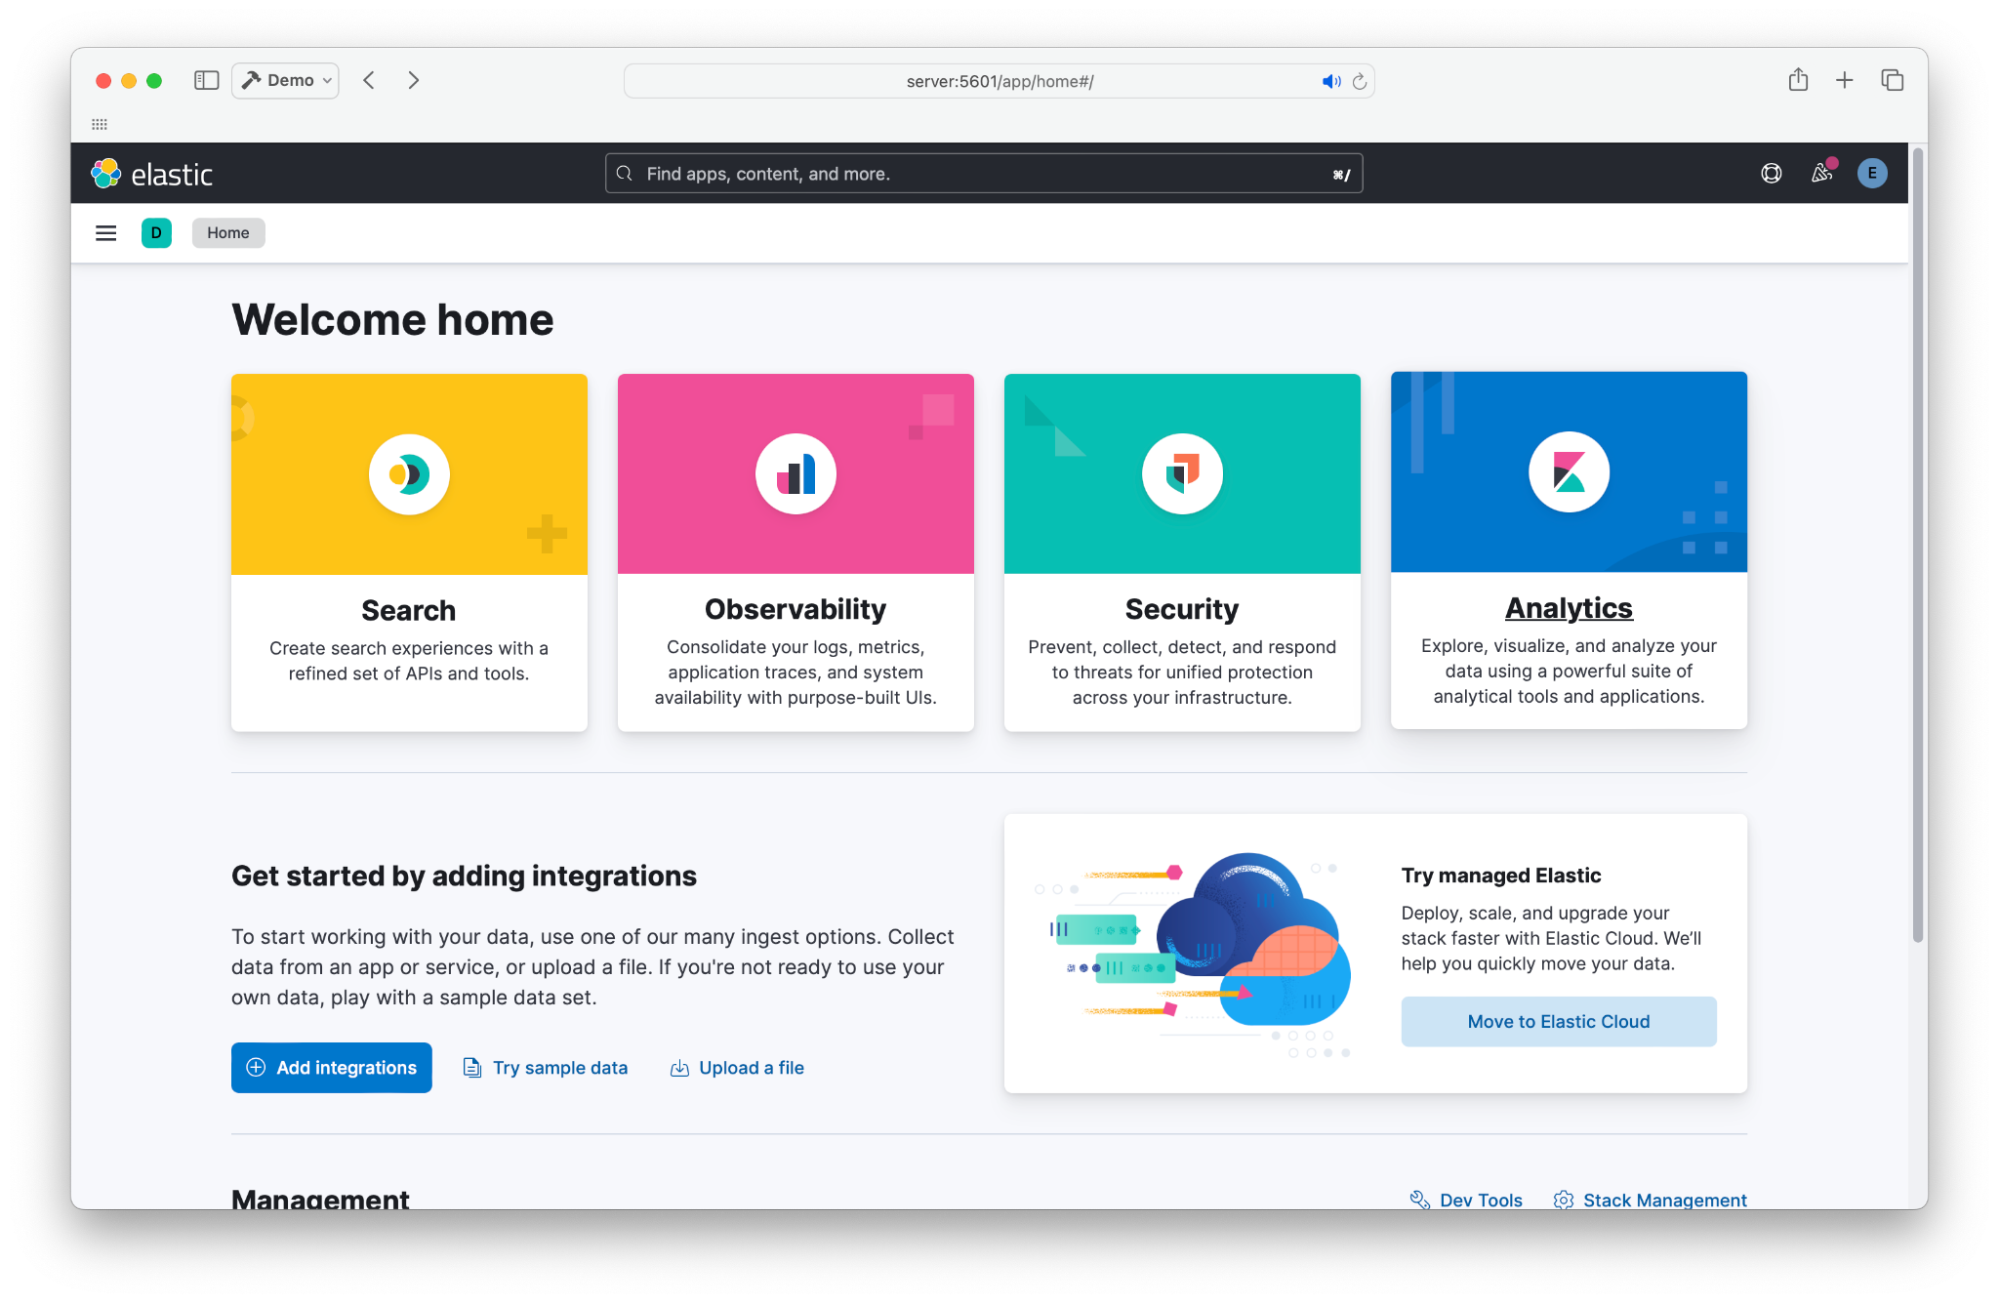 Demo
server:5601/app/home#/
elastic
Find apps, content, and more.
⌘/
E
D
Home
Welcome home
Search
Create search experiences with a
refined set of APIs and tools.
Observability
Consolidate your logs, metrics,
application traces, and system
availability with purpose-built UIs.
Security
Prevent, collect, detect, and respond
to threats for unified protection
across your infrastructure.
Analytics
Explore, visualize, and analyze your
data using a powerful suite of
analytical tools and applications.
Get started by adding integrations
To start working with your data, use one of our many ingest options. Collect
data from an app or service, or upload a file. If you're not ready to use your
own data, play with a sample data set.
Add integrations
Try sample data
Upload a file
Try managed Elastic
Deploy, scale, and upgrade your
stack faster with Elastic Cloud. We’ll
help you quickly move your data.
Move to Elastic Cloud
Management
Dev Tools
Stack Management